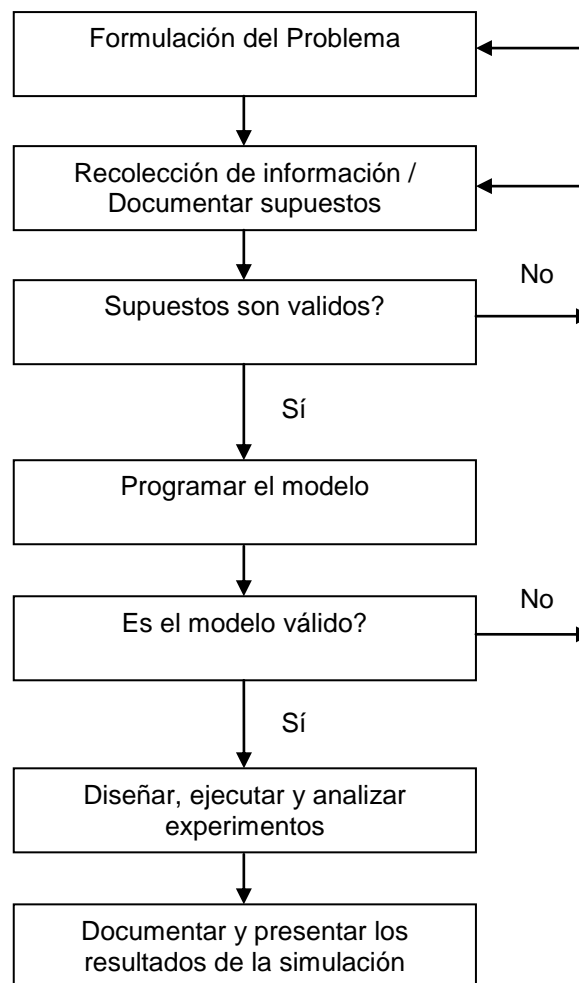 Formulación del Problema
Recolección de información /
Documentar supuestos
No
Supuestos son validos?
Sí
Programar el modelo
No
Es el modelo válido?
Sí
Diseñar, ejecutar y analizar
experimentos
Documentar y presentar los
resultados de la simulación